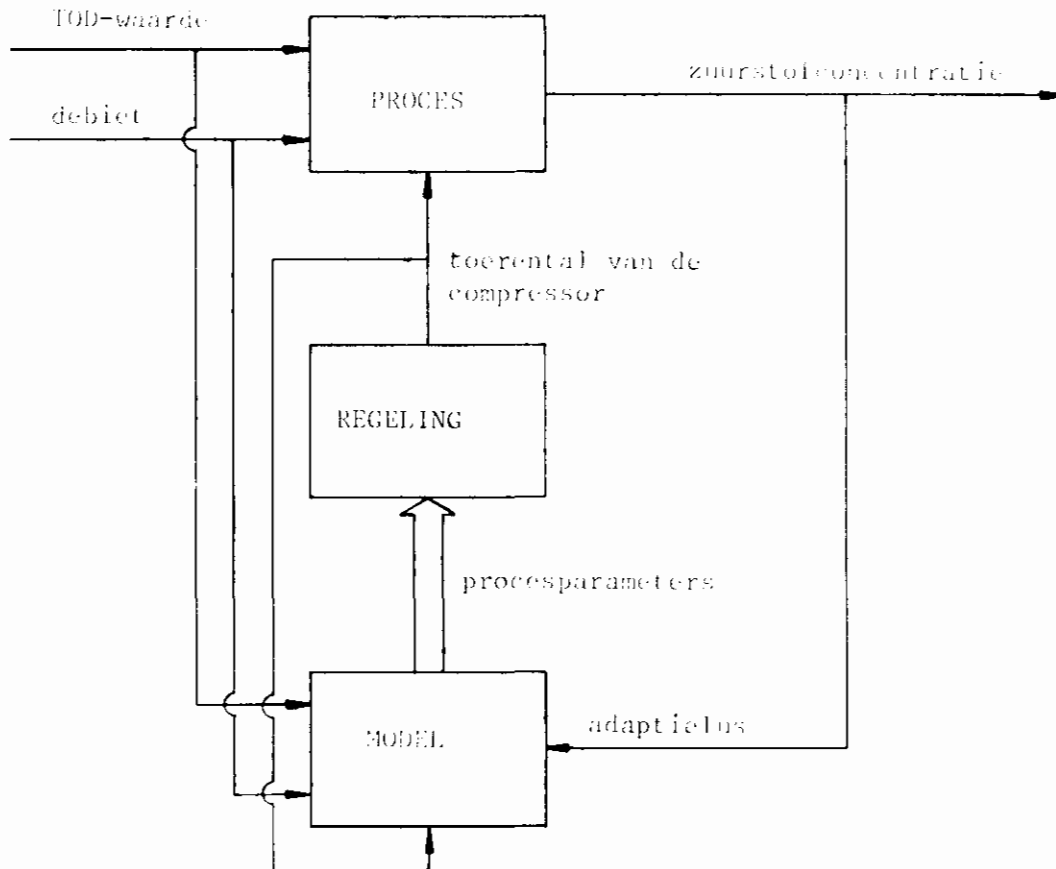 TOD-waarde
zuurstofconcentratie
PROCES
debiet
toerental van de
compressor
REGELING
procesparameters
adaptielus
MODEL